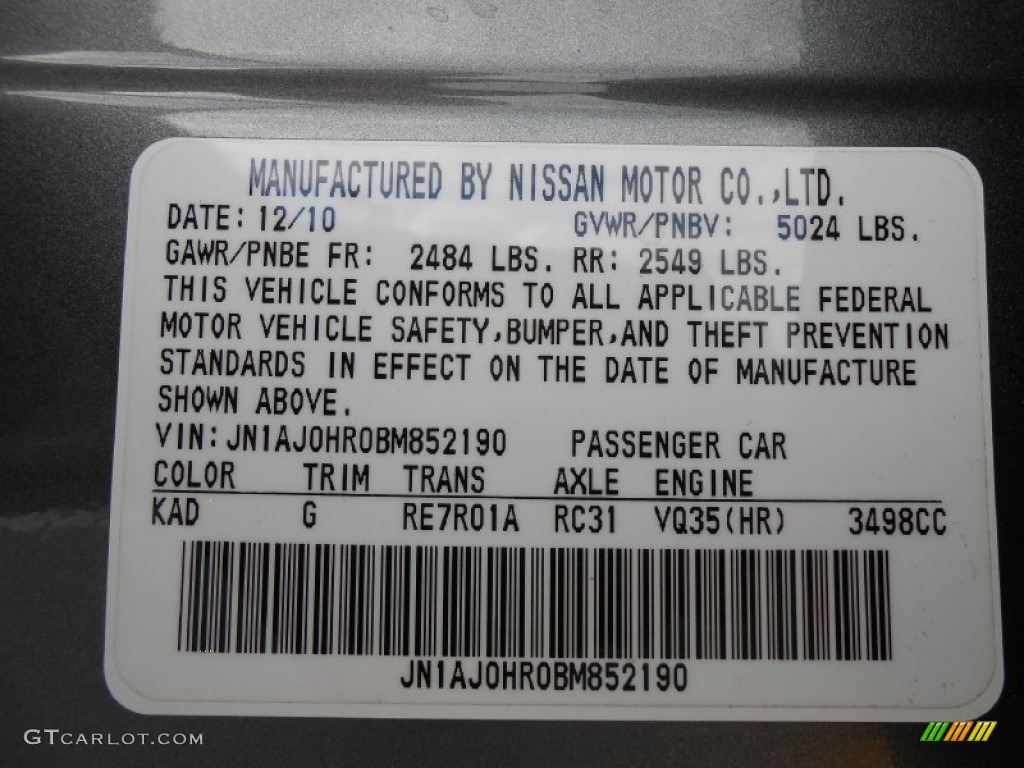 MANUFACTURED BY NISSAN MOTOR CO.,LTD.
DATE: 12/10 GVWR/PNBV: 5024 LBS.
GAWR/PNBE FR: 2484 LBS. RR: 2549 LBS.
THIS VEHICLE CONFORMS TO ALL APPLICABLE FEDERAL
MOTOR VEHICLE SAFETY,BUMPER,AND THEFT PREVENTION
STANDARDS IN EFFECT ON THE DATE OF MANUFACTURE
SHOWN ABOVE.
VIN: JN1AJ0HR0BM852190 PASSENGER CAR
COLOR TRIM TRANS AXLE ENGINE
KAD G RE7R01A RC31 VQ35(HR) 3498CC
JN1AJ0HR0BM852190
GTCARLOT.COM